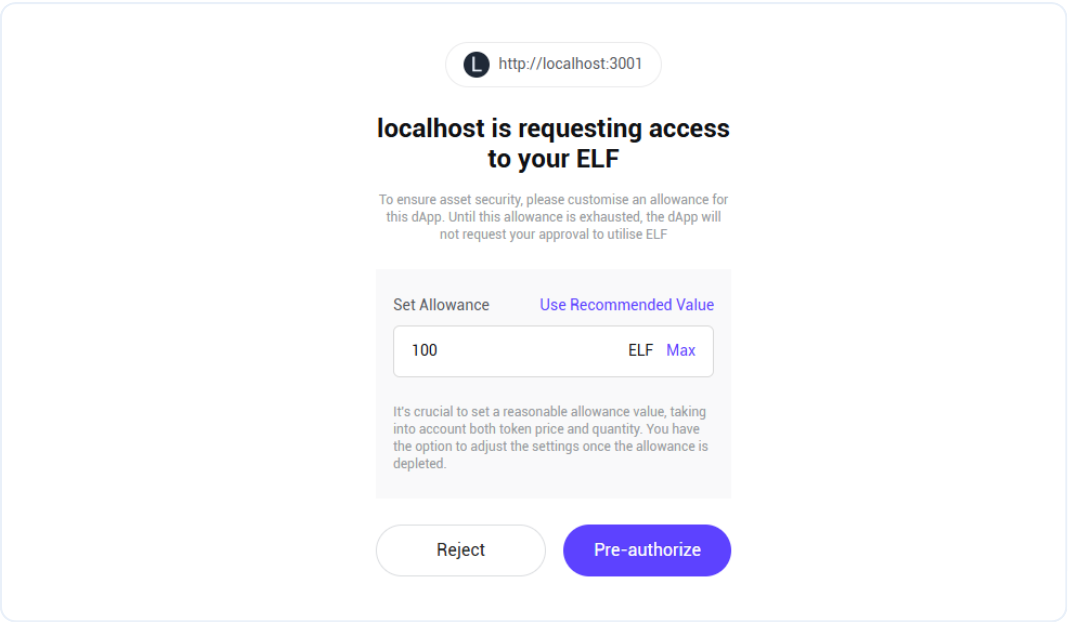 L http://localhost:3001
localhost is requesting access
to your ELF
To ensure asset security, please customise an allowance for
this dApp. Until this allowance is exhausted, the dApp will
not request your approval to utilise ELF
Set Allowance Use Recommended Value
100 ELF Max
It's crucial to set a reasonable allowance value, taking
into account both token price and quantity. You have
the option to adjust the settings once the allowance is
depleted.
Reject Pre-authorize